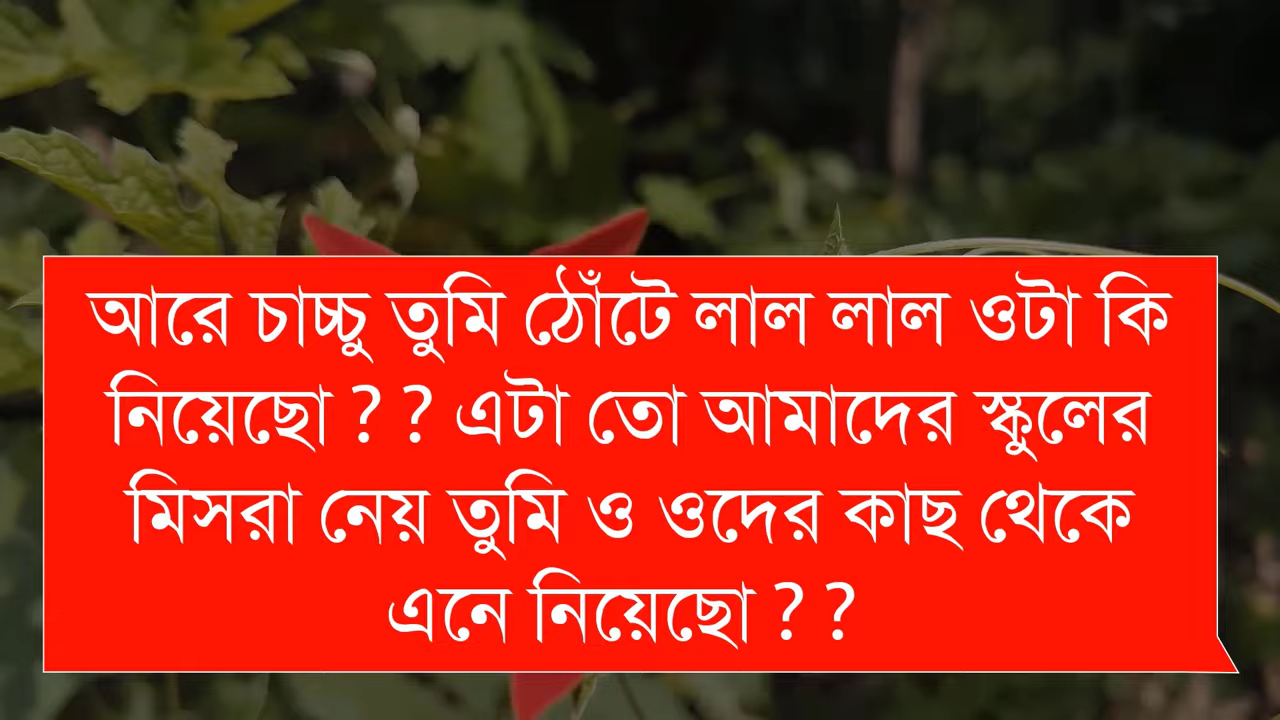 আরে চাচ্চু তুমি ঠোঁটে লাল লাল ওটা কি
নিয়েছো ? ? এটা তো আমাদের স্কুলের
মিসরা নেয় তুমি ও ওদের কাছ থেকে
এনে নিয়েছো ? ?